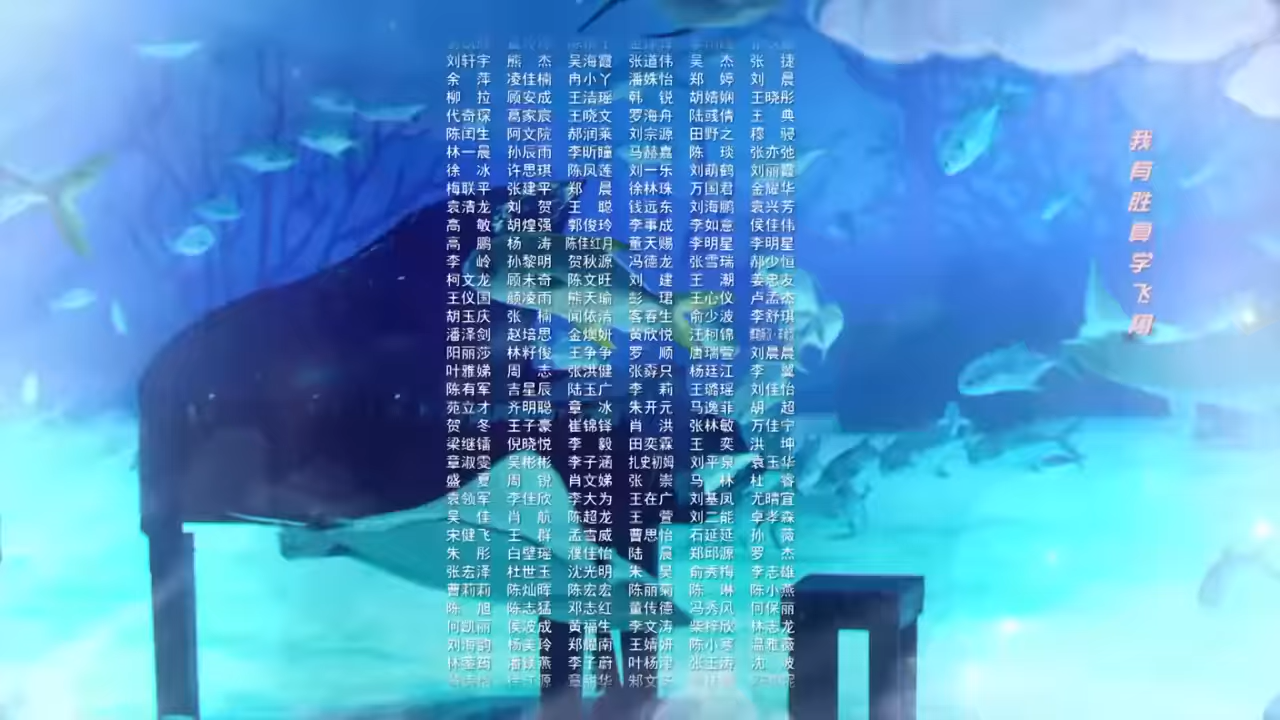 刘轩宇 熊杰 吴海霞 张道伟 吴杰 张捷
余萍 凌佳楠 冉小丫 潘姝怡 郑婷 刘晨
柳拉 顾安成 王洁瑶 韩锐 胡婧娴 王晓彤
代奇琛 葛家宸 王晓文 罗海舟 陆彧倩 王典
陈闰生 阿文院 郝润莱 刘宗源 田野之 穆骎
林一晨 孙辰雨 李昕瞳 马赫嘉 陈琰 张亦弛
徐冰 许思琪 陈凤莲 刘一乐 刘萌鹤 刘丽霞
梅联平 张建平 郑晨 徐林珠 万国君 金耀华
袁清龙 刘贺 王聪 钱远东 刘海鹏 袁兴芳
高敏 胡煌强 郭俊玲 李事成 李如意 侯佳伟
高鹏 杨涛 陈佳红月 董天赐 李明星 李明星
李岭 孙黎明 贺秋源 冯德龙 张雪瑞 郝少恒
柯文龙 顾未奇 陈文旺 刘建 王潮 姜忠友
王仪国 颜凌雨 熊天瑜 彭珺 王心仪 卢孟杰
胡玉庆 张楠 闻依洁 客春生 俞少波 李舒琪
潘泽剑 赵培思 金燠妍 黄欣悦 汪柯锦
阳丽莎 林籽俊 王争争 罗顺 唐瑞萱 刘晨晨
叶雅娣 周志 张洪健 张孬只 杨廷江 李翼
陈有军 吉星辰 陆玉广 李莉 王璐瑶 刘佳怡
苑立才 齐明聪 章冰 朱开元 马逸菲 胡超
贺冬 王子豪 崔锦铎 肖洪 张林敏 万佳宁
梁继镭 倪晓悦 李毅 田奕霖 王奕 洪珅
章淑雯 吴彬彬 李子涵 扎史初姆 刘平泉 袁玉华
盛夏 周锐 肖文娣 张崇 马林 杜睿
袁领军 李佳欣 李大为 王在广 刘基凤 尤晴宜
吴佳 肖航 陈超龙 王萱 刘二能 卓孝森
宋健飞 王群 孟雪威 曹思怡 石延延 孙薇
朱彤 白壁瑶 濮佳怡 陆晨 郑邱源 罗杰
张宏泽 杜世玉 沈光明 朱昊 俞秀梅 李志雄
曹莉莉 陈灿晖 陈宏宏 陈丽菊 陈琳 陈小燕
陈旭 陈志猛 邓志红 董传德 冯秀凤 何保丽
何凯丽 侯波成 黄福生 李文涛 柴梓欣 林志龙
刘海韵 杨美玲 郑耀南 王婧妍 陈小寒 温雅薇
潘媄燕 李子蔚 张王涛 沈波
我有胜算学飞翔